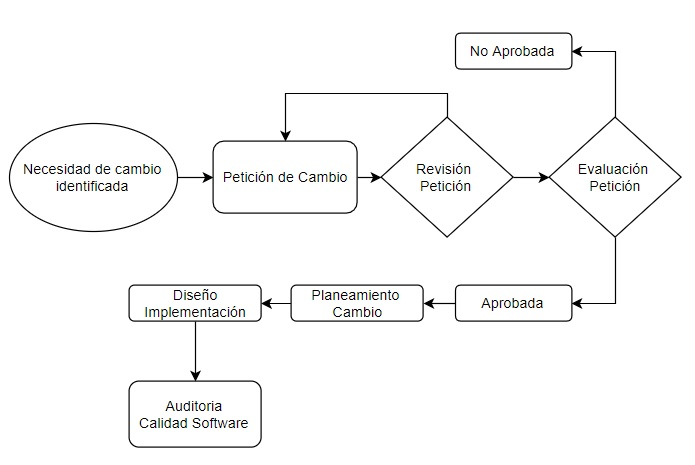 No Aprobada
Necesidad de cambio
identificada
Petición de Cambio
Revisión
Petición
Evaluación
Petición
Diseño
Implementación
Planeamiento
Cambio
Aprobada
Auditoria
Calidad Software